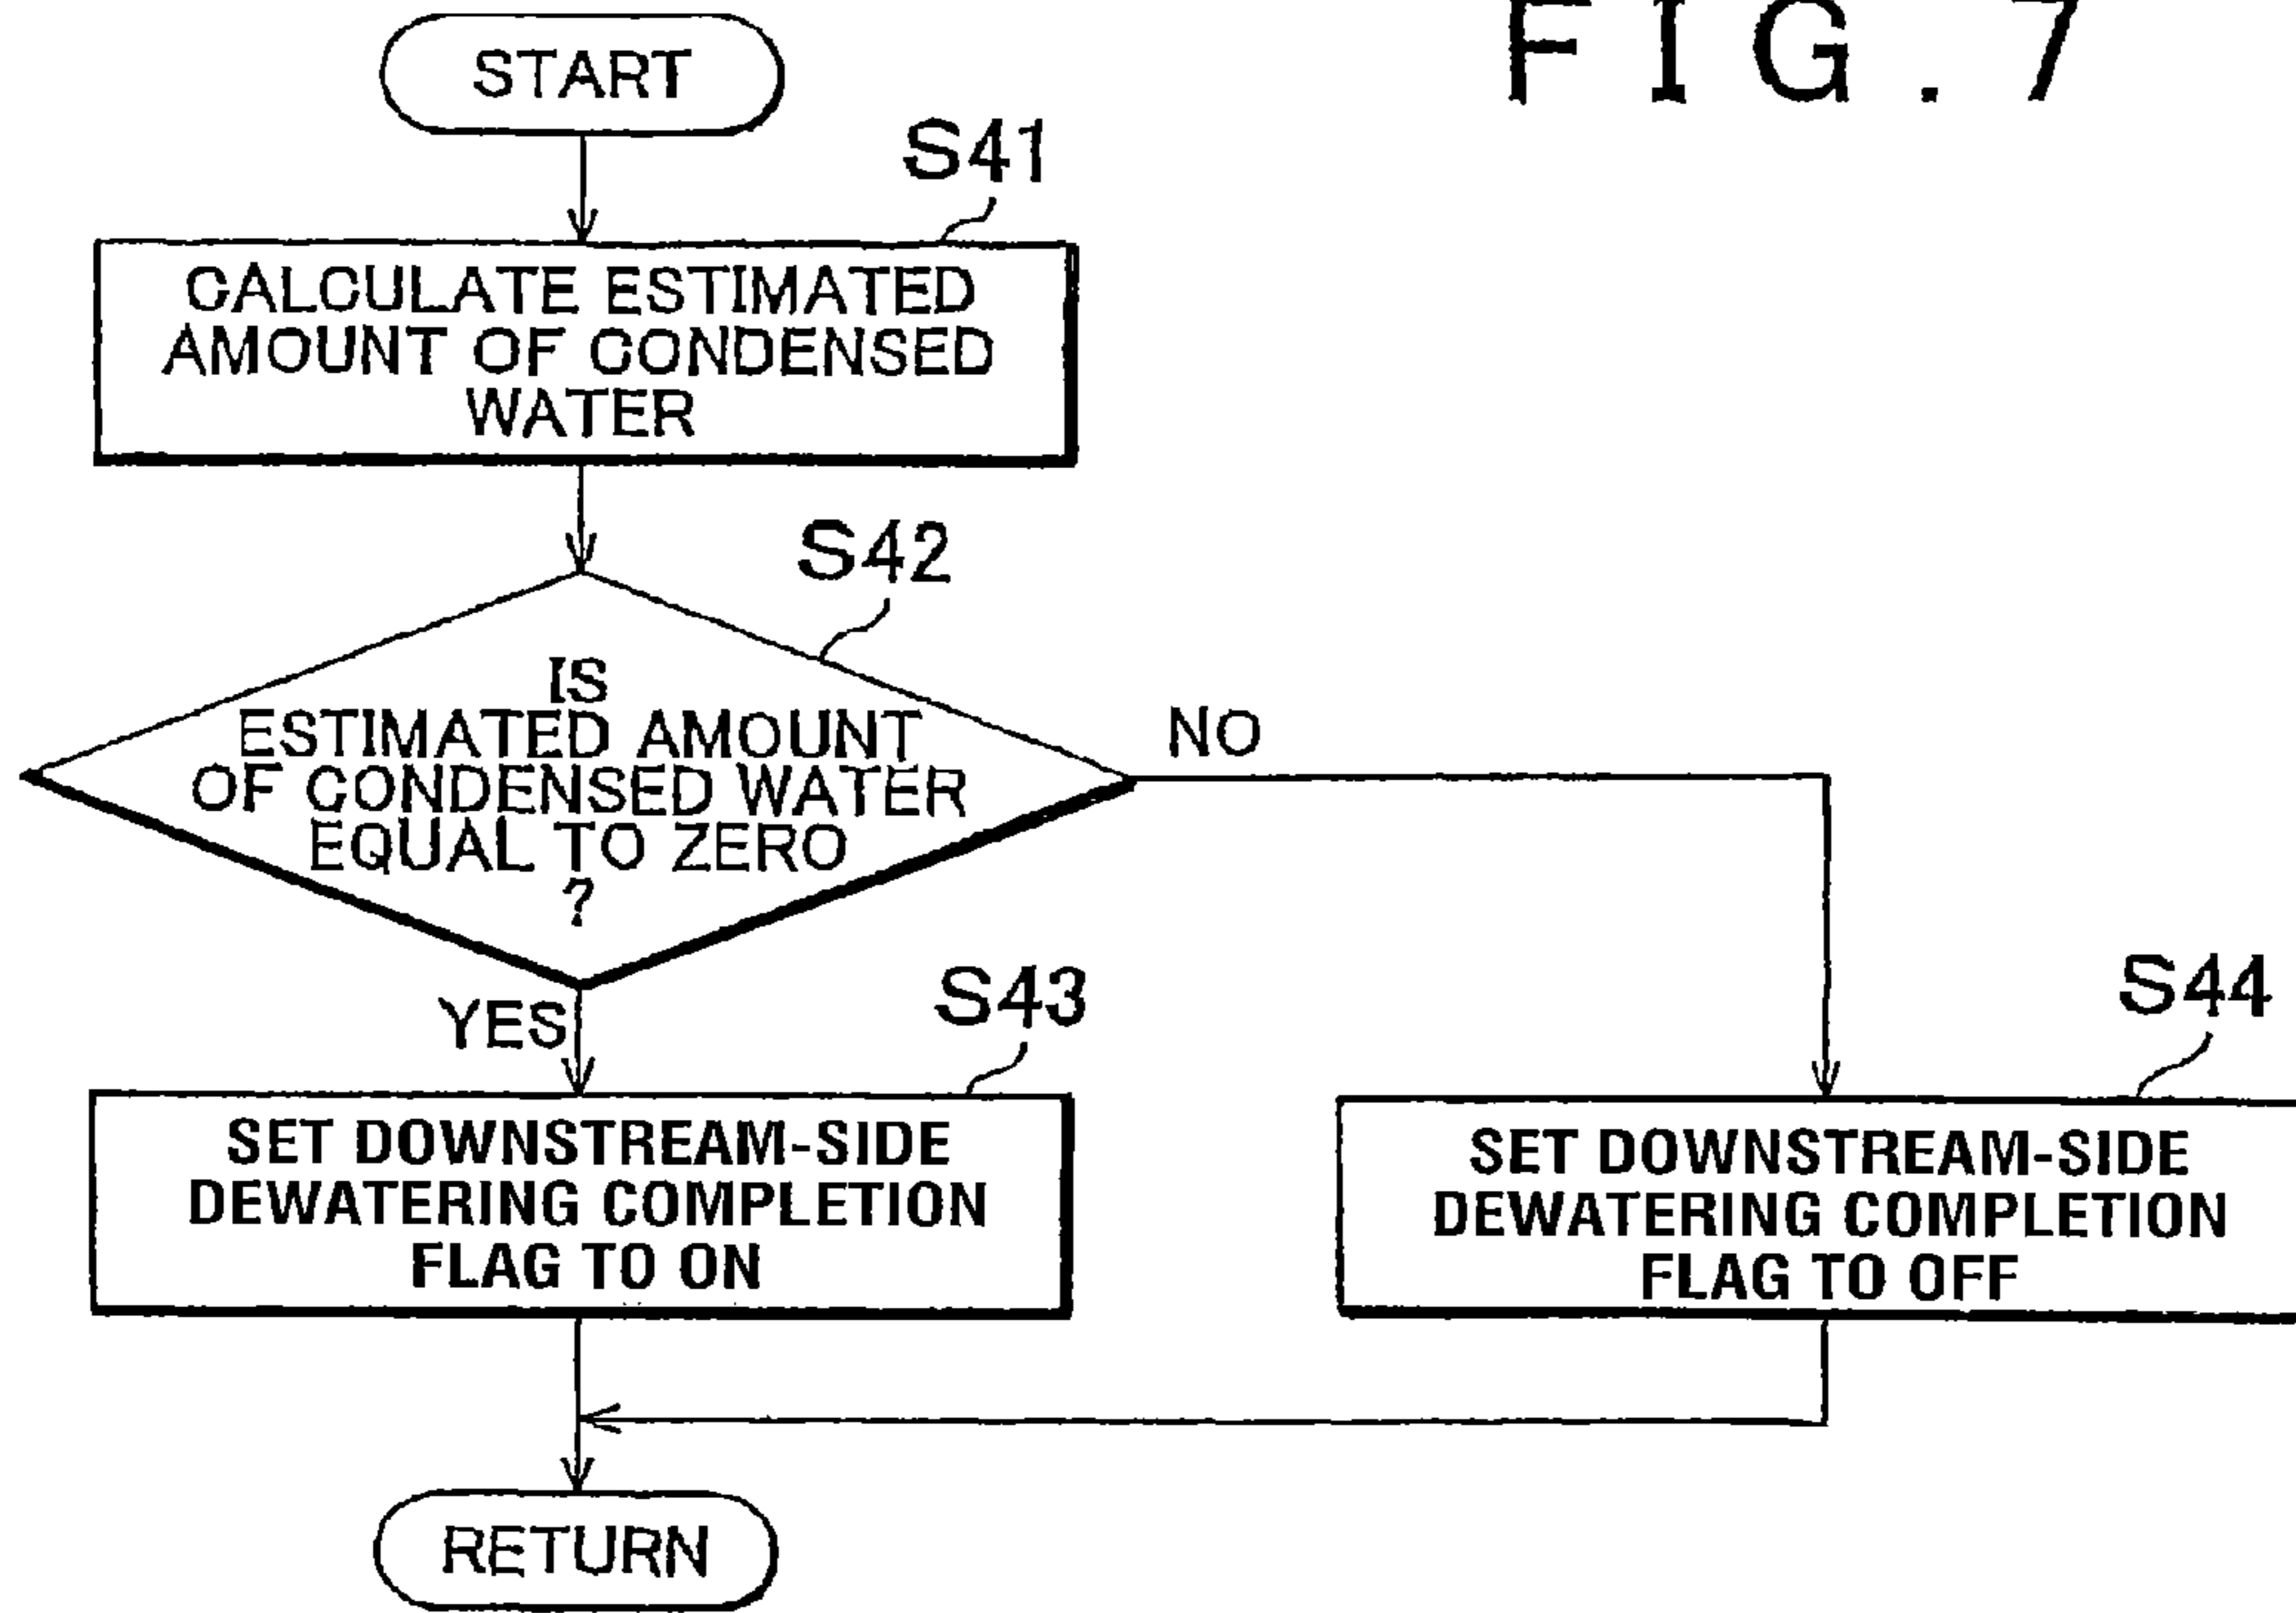 FIG. 7
START
S41
CALCULATE ESTIMATED
AMOUNT OF CONDENSED
WATER
S42
IS
ESTIMATED AMOUNT
OF CONDENSED WATER
EQUAL TO ZERO
?
NO
YES
S43
SET DOWNSTREAM-SIDE
DEWATERING COMPLETION
FLAG TO ON
S44
SET DOWNSTREAM-SIDE
DEWATERING COMPLETION
FLAG TO OFF
RETURN